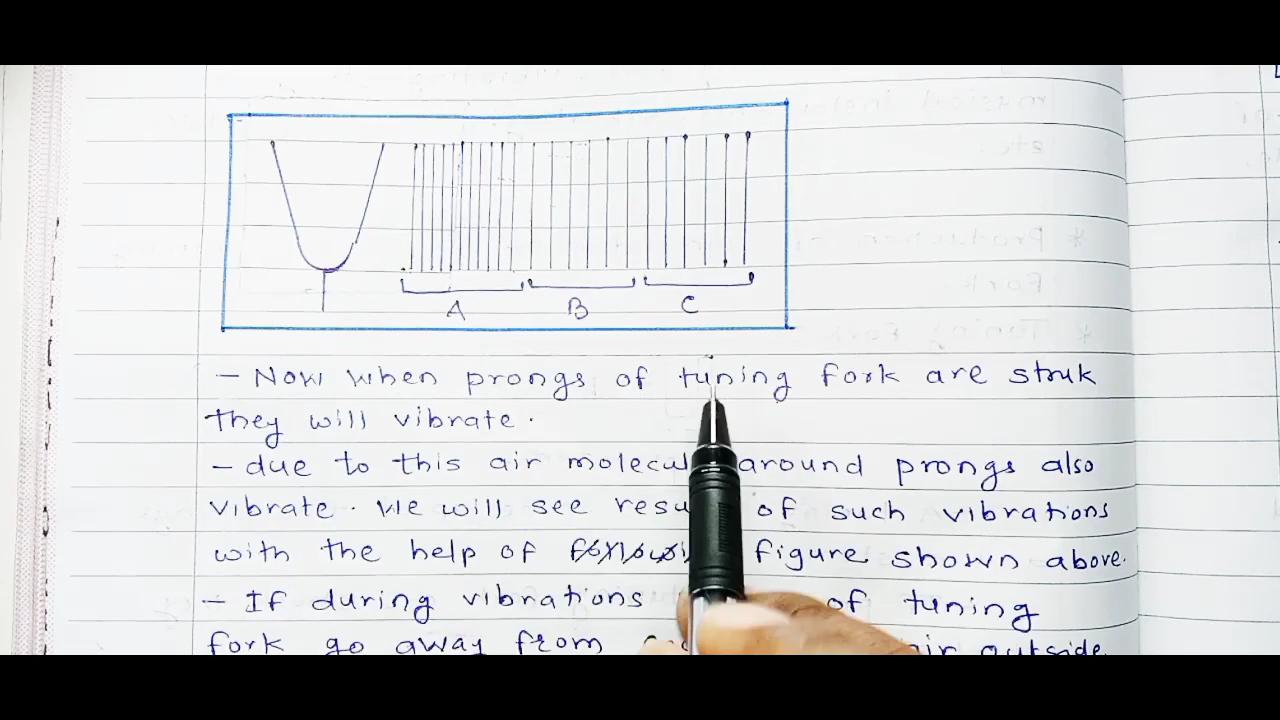 A B C
- Now when prongs of tuning fork are struk
they will vibrate.
- due to this air around prongs also
vibrate. We will see of such vibrations
with the help of figure shown above.
- If during vibrations of tuning
fork go away from air outside